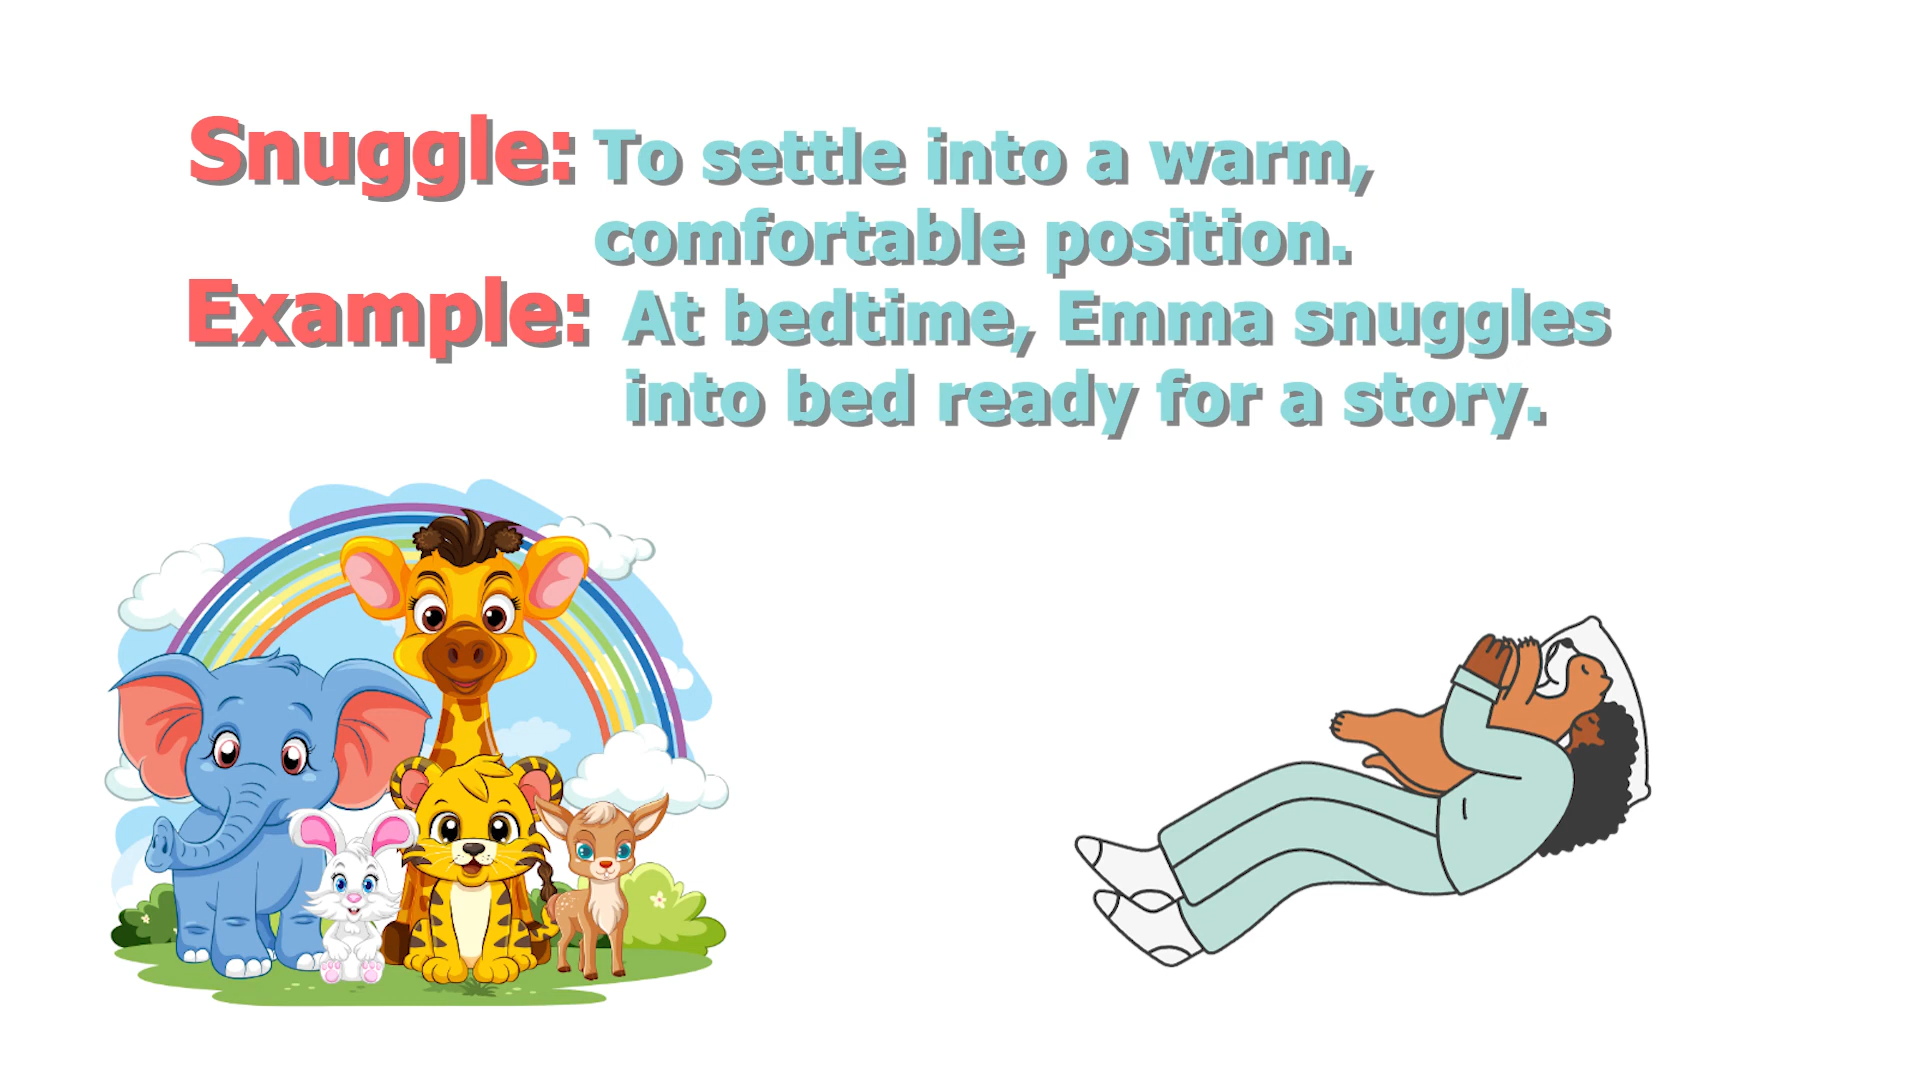 Snuggle: To settle into a warm,
comfortable position.
Example: At bedtime, Emma snuggles
into bed ready for a story.